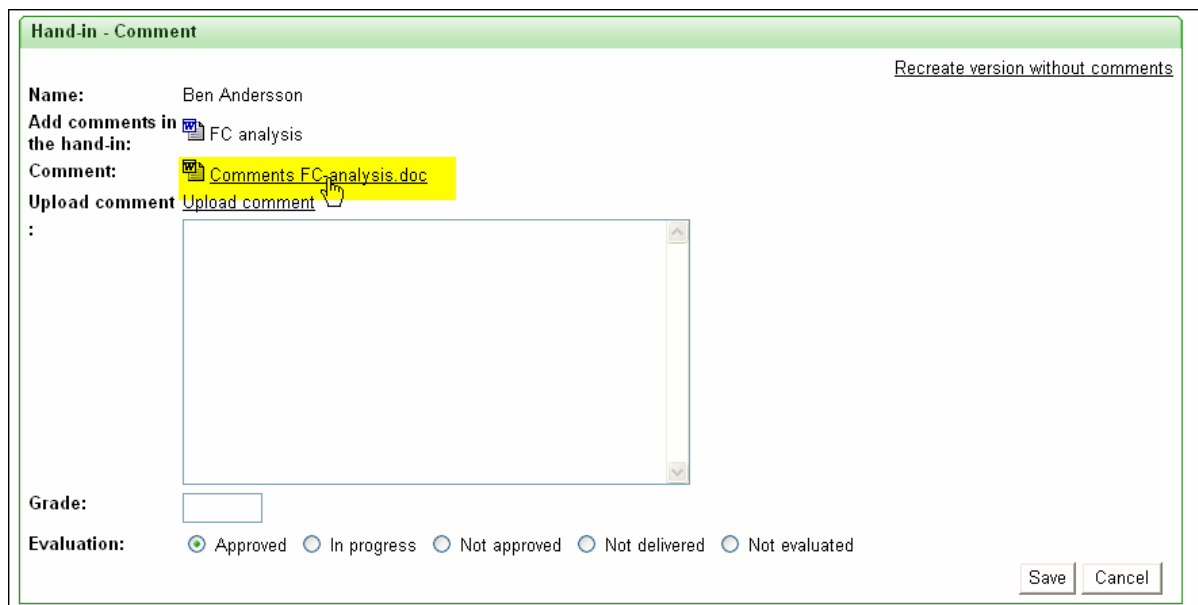 Hand-in - Comment
Recreate version without comments
Name: Ben Andersson
Add comments in
the hand-in: FC analysis
Comment: Comments FC-analysis.doc
Upload comment Upload comment
:
Grade:
Evaluation: Approved In progress Not approved Not delivered Not evaluated
Save Cancel